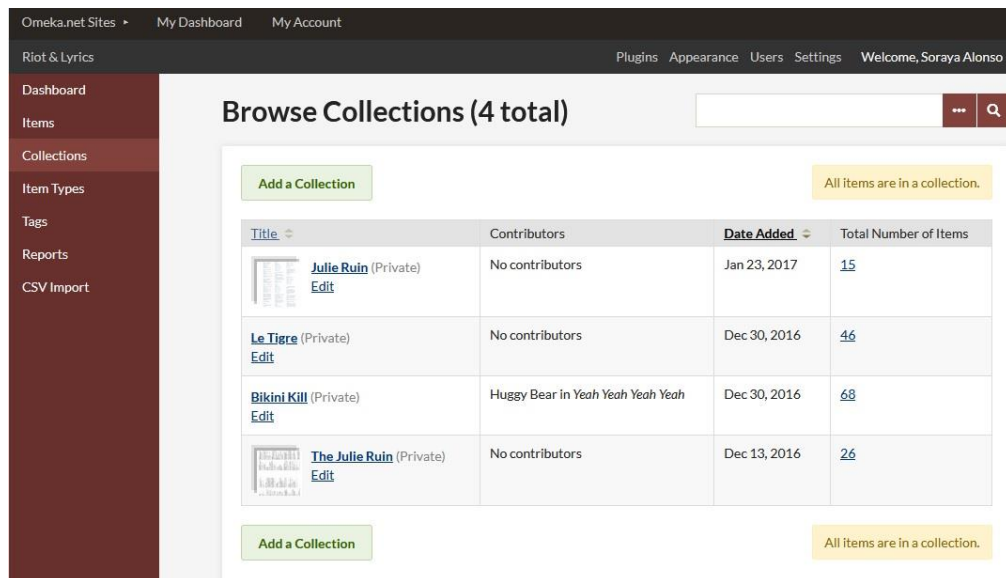 Omeka.net Sites ▸ My Dashboard My Account
Riot & Lyrics Plugins Appearance Users Settings Welcome, Soraya Alonso
Dashboard
Items
Collections
Item Types
Tags
Reports
CSV Import
Browse Collections (4 total)
Add a Collection All items are in a collection.
Title Contributors Date Added Total Number of Items
Julie Ruin (Private) No contributors Jan 23, 2017 15
Edit
Le Tigre (Private) No contributors Dec 30, 2016 46
Edit
Bikini Kill (Private) Huggy Bear in Yeah Yeah Yeah Yeah Dec 30, 2016 68
Edit
The Julie Ruin (Private) No contributors Dec 13, 2016 26
Edit
Add a Collection All items are in a collection.